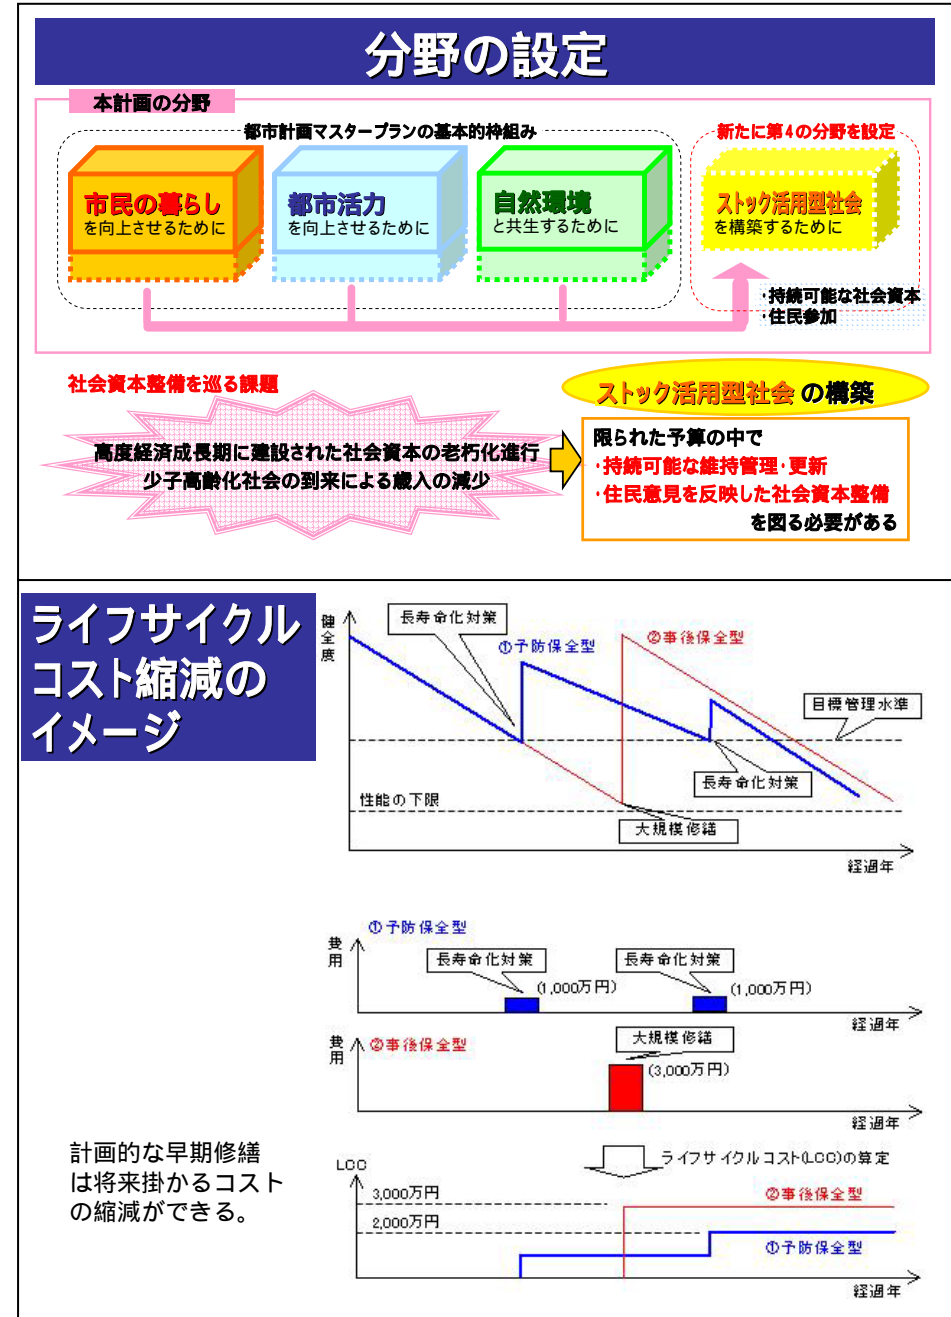 分野の設定
本計画の分野
都市計画マスタープランの基本的枠組み
新たに第4の分野を設定
市民の暮らし
を向上させるために
都市活力
を向上させるために
自然環境
と共生するために
ストック活用型社会
を構築するために
・持続可能な社会資本
・住民参加
社会資本整備を巡る課題
ストック活用型社会 の構築
高度経済成長期に建設された社会資本の老朽化進行
少子高齢化社会の到来による歳入の減少
限られた予算の中で
・持続可能な維持管理・更新
・住民意見を反映した社会資本整備
を図る必要がある
ライフサイクル
コスト縮減の
イメージ
健全度
長寿命化対策
①予防保全型
②事後保全型
目標管理水準
長寿命化対策
性能の下限
大規模修繕
経過年
①予防保全型
費用
長寿命化対策
(1,000万円)
長寿命化対策
(1,000万円)
経過年
費用
②事後保全型
大規模修繕
(3,000万円)
経過年
計画的な早期修繕
は将来掛かるコスト
の縮減ができる。
ライフサイクルコスト(LCC)の算定
LCC
3,000万円
②事後保全型
2,000万円
①予防保全型
経過年